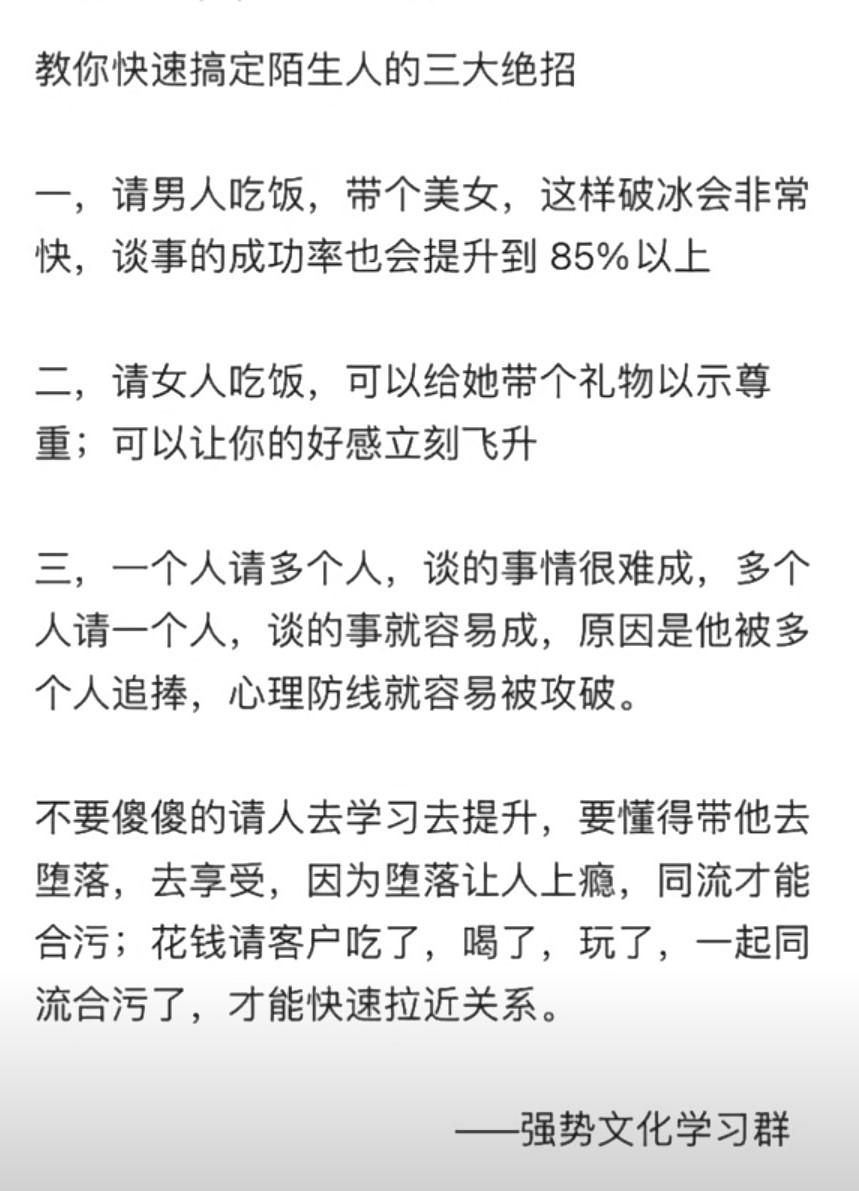 教你快速搞定陌生人的三大绝招
一，请男人吃饭，带个美女，这样破冰会非常
快，谈事的成功率也会提升到 85%以上
二，请女人吃饭，可以给她带个礼物以示尊
重；可以让你的好感立刻飞升
三，一个人请多个人，谈的事情很难成，多个
人请一个人，谈的事就容易成，原因是他被多
个人追捧，心理防线就容易被攻破。
不要傻傻的请人去学习去提升，要懂得带他去
堕落，去享受，因为堕落让人上瘾，同流才能
合污；花钱请客户吃了，喝了，玩了，一起同
流合污了，才能快速拉近关系。
——强势文化学习群